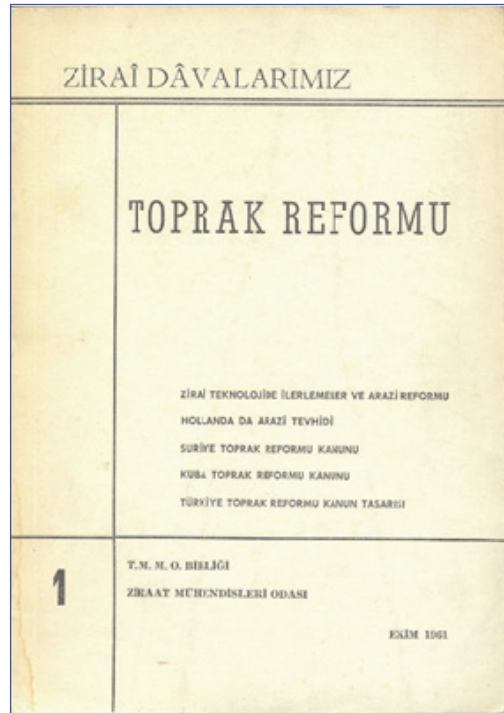 ZİRAÎ DÂVALARIMIZ
TOPRAK REFORMU
ZİRAİ TEKNOLOJİDE İLERLEMELER VE ARAZİ REFORMU
HOLLANDA DA ARAZİ TEVHİDİ
SURİYE TOPRAK REFORMU KANUNU
KUBA TOPRAK REFORMU KANUNU
TÜRKİYE TOPRAK REFORMU KANUN TASARISI
1
T.M. M. O. BİRLİĞİ
ZİRAAT MÜHENDİSLERİ ODASI
EKİM 1961